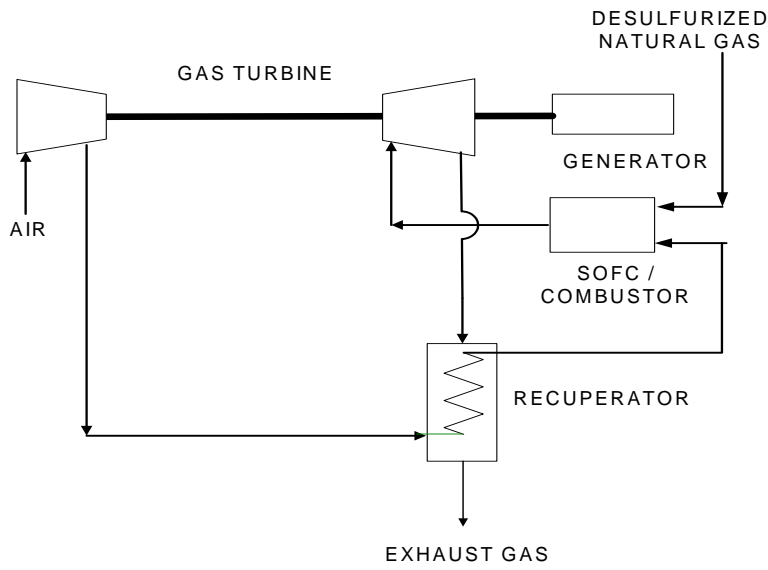 DESULFURIZED
NATURAL GAS
GAS TURBINE
GENERATOR
AIR
SOFC /
COMBUSTOR
RECUPERATOR
EXHAUST GAS